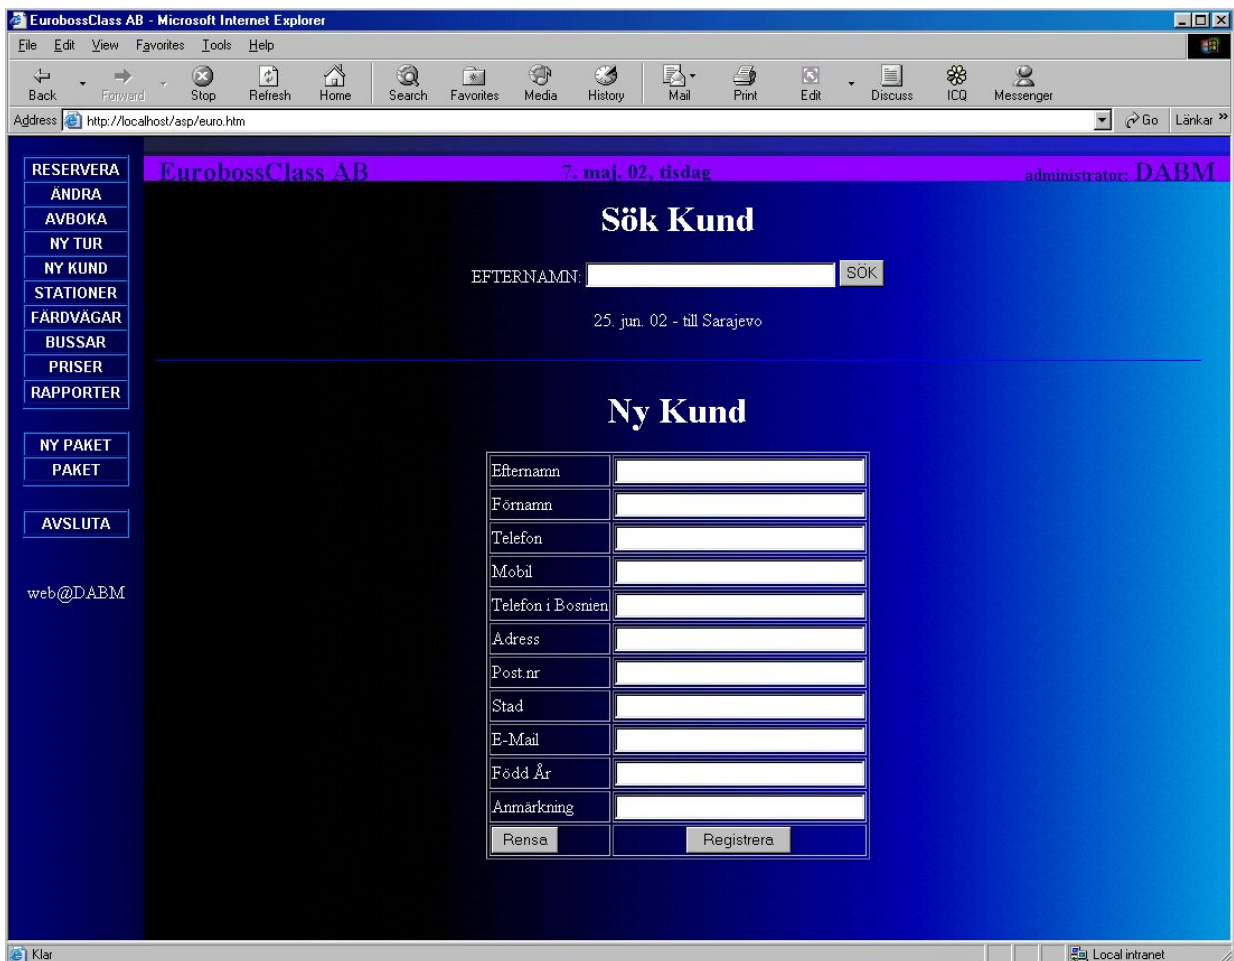 EurobossClass AB - Microsoft Internet Explorer
File Edit View Favorites Tools Help
Back Forward Stop Refresh Home Search Favorites Media History Mail Print Edit Discuss ICQ Messenger
Address http://localhost/asp/euro.htm Go Länkar »
EurobossClass AB 7. maj. 02, tisdag administrator: DABM
RESERVERA
ÄNDRA
AVBOKA
NY TUR
NY KUND
STATIONER
FÄRDVÄGAR
BUSSAR
PRISER
RAPPORTER
NY PAKET
PAKET
AVSLUTA
web@DABM
Sök Kund
EFTERNAMN: SÖK
25. jun. 02 - till Sarajevo
Ny Kund
Efternamn
Förnamn
Telefon
Mobil
Telefon i Bosnien
Adress
Post.nr
Stad
E-Mail
Född År
Anmärkning
Rensa Registrera
Klar Local intranet